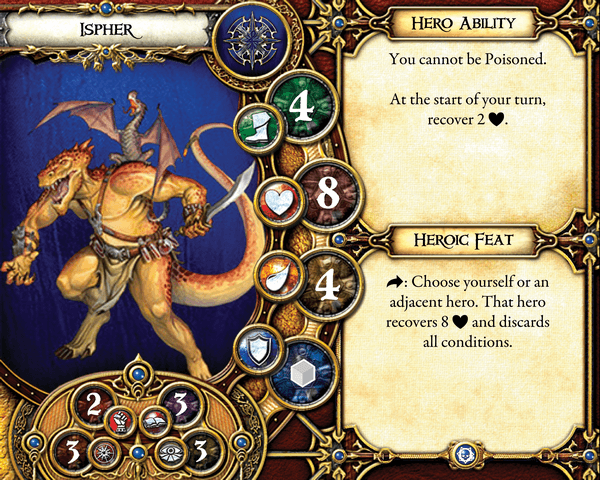 Ispher
4
8
4
2
3
3
3
Hero Ability
You cannot be Poisoned.
At the start of your turn,
recover 2 ♥.
Heroic Feat
: Choose yourself or an
adjacent hero. That hero
recovers 8 ♥ and discards
all conditions.